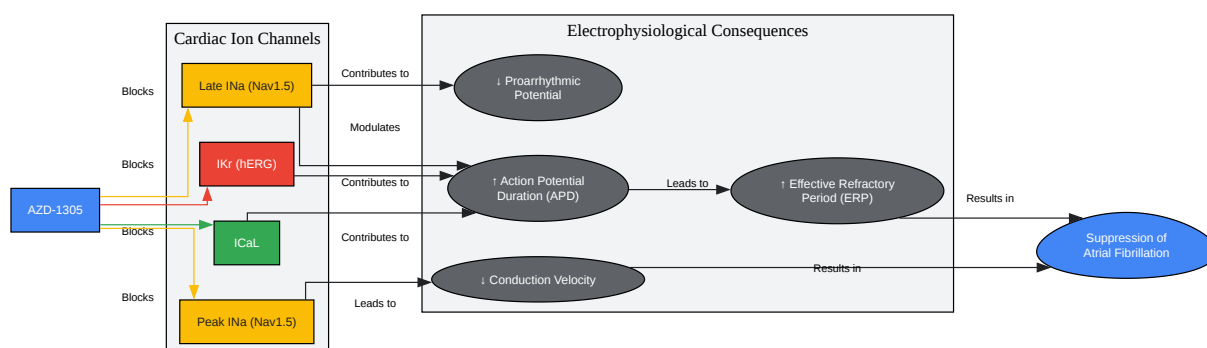 Cardiac Ion Channels
Electrophysiological Consequences
Blocks
Late INa (Nav1.5)
Contributes to
↓ Proarrhythmic
Potential
Modulates
Blocks
IKr (hERG)
Contributes to
↑ Action Potential
Duration (APD)
Leads to
↑ Effective Refractory
Period (ERP)
Results in
AZD-1305
Blocks
ICaL
Contributes to
Suppression of
Atrial Fibrillation
↓ Conduction Velocity
Results in
Blocks
Peak INa (Nav1.5)
Leads to